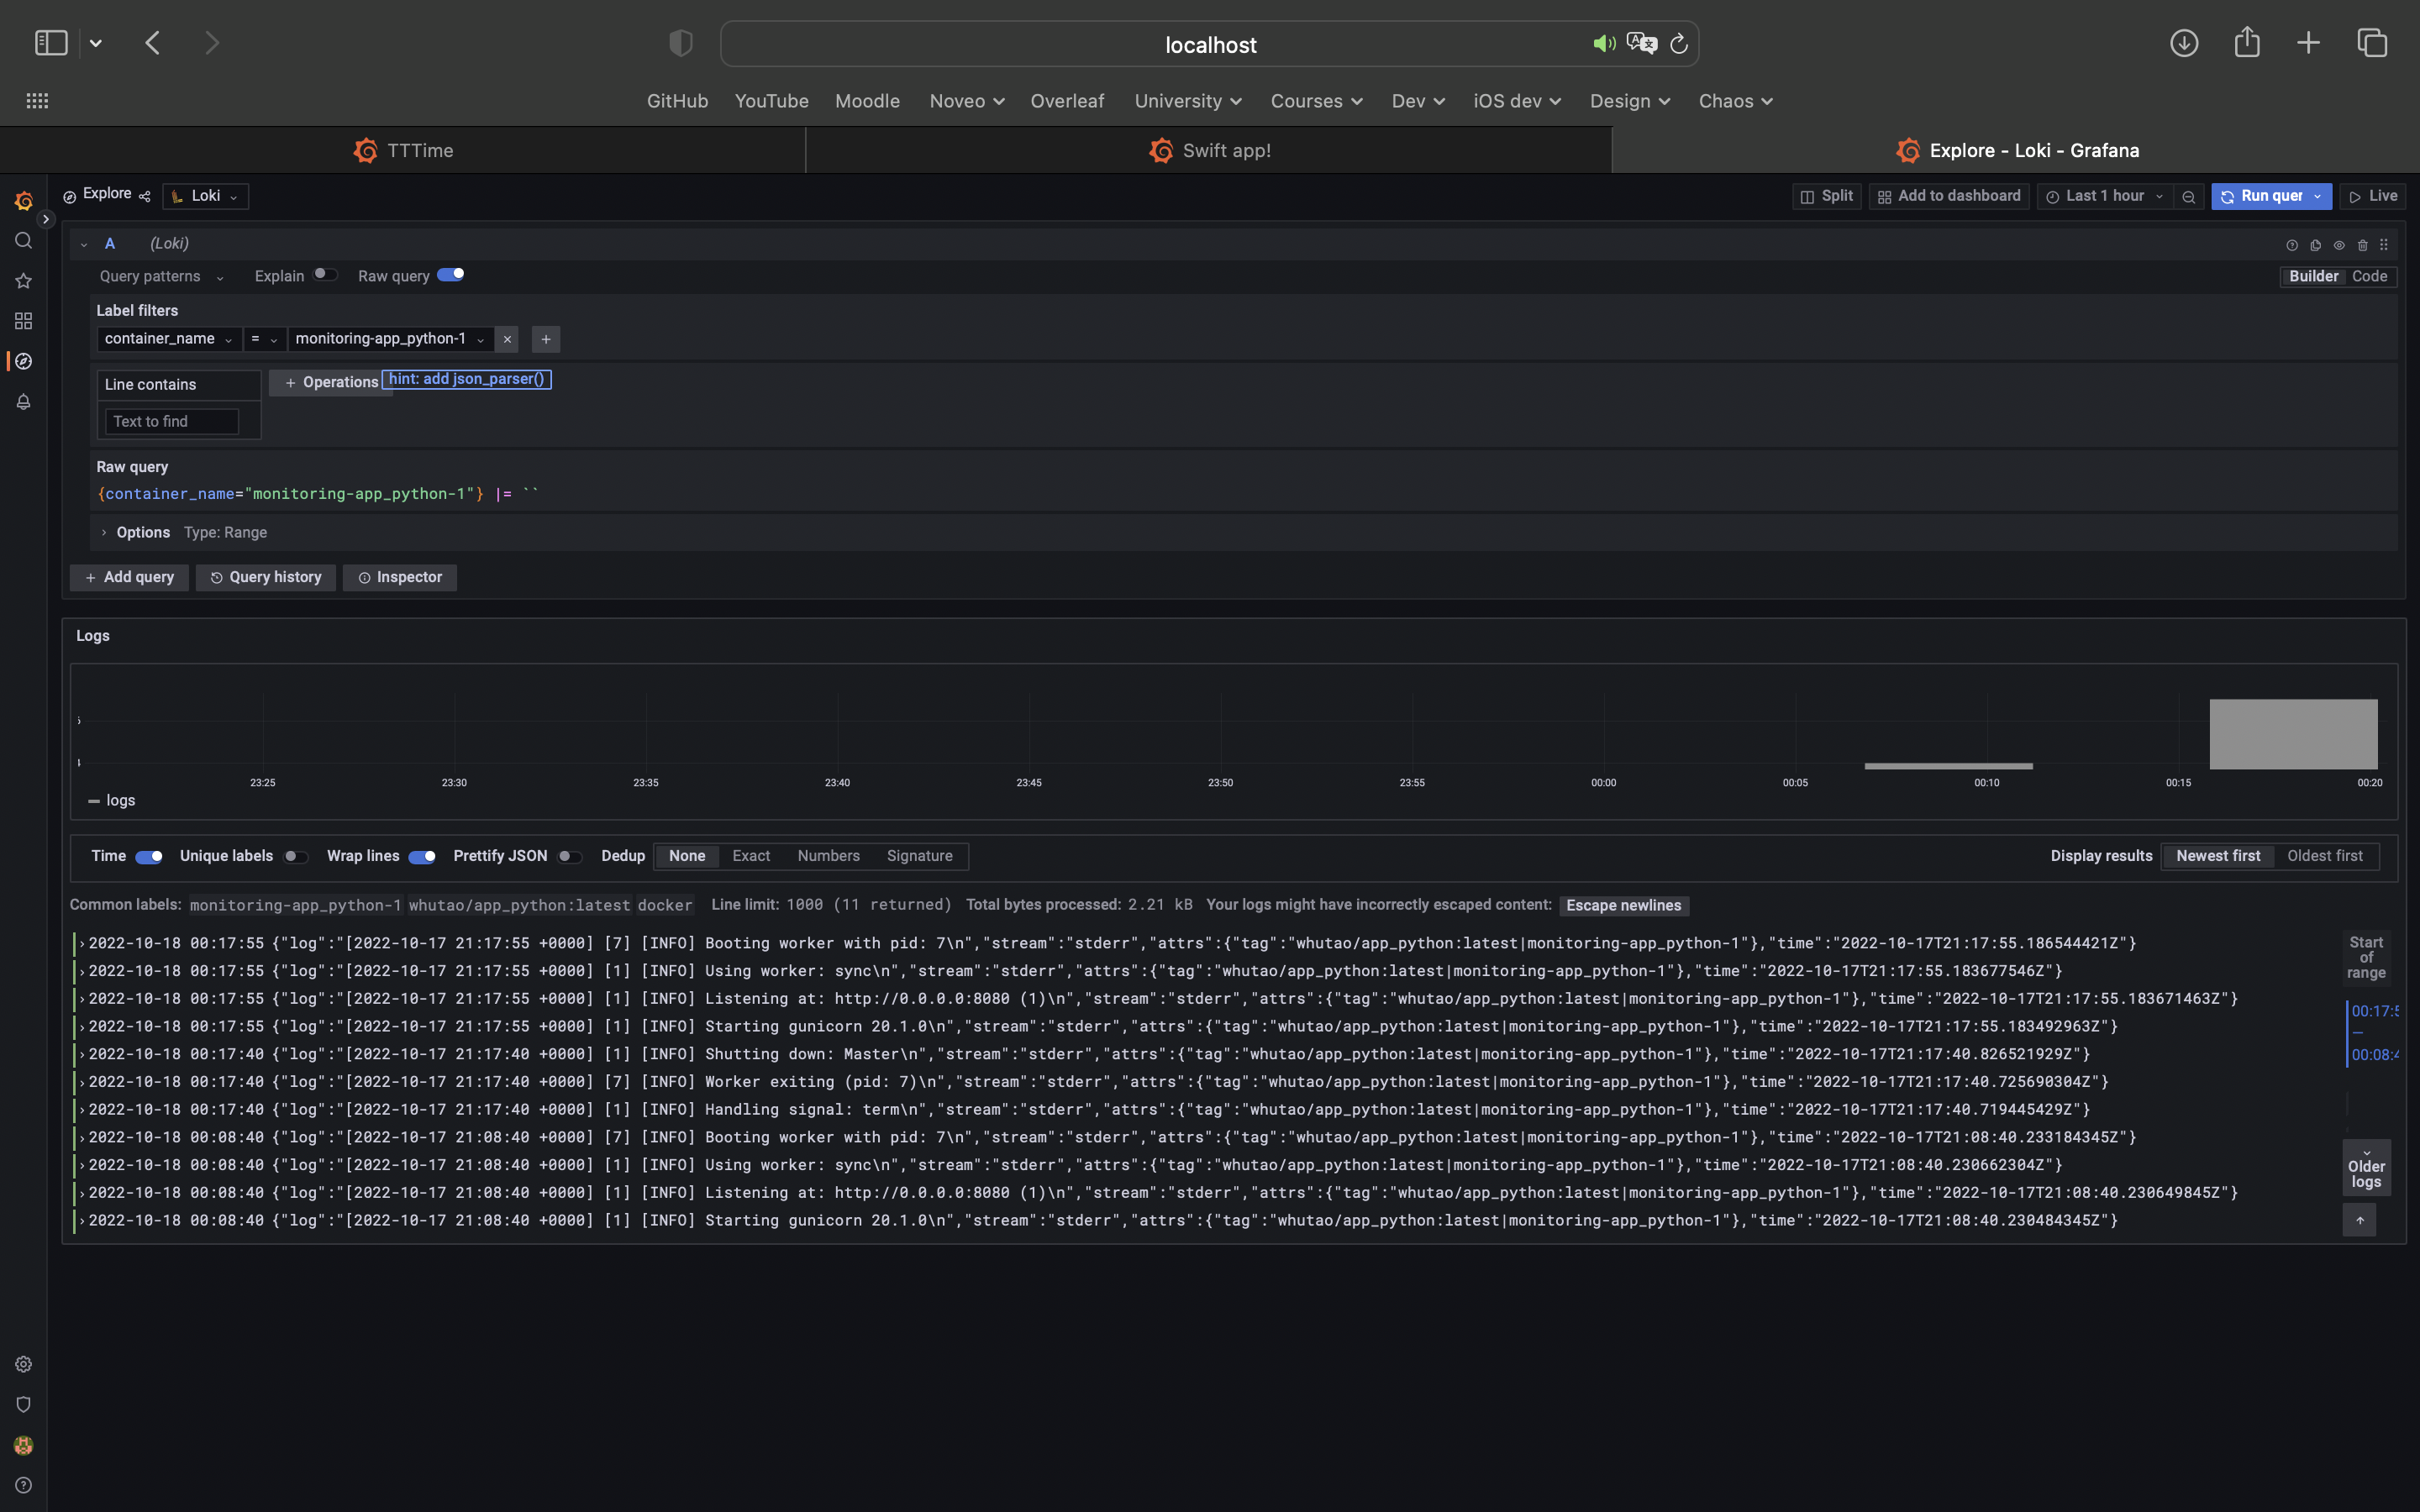 localhost
GitHub YouTube Moodle Noveo Overleaf University Courses Dev iOS dev Design Chaos
TTTime Swift app! Explore - Loki - Grafana
Explore Loki Split Add to dashboard Last 1 hour Run quer Live
A (Loki)
Query patterns Explain Raw query Builder Code
Label filters
container_name = monitoring-app_python-1 × +
Line contains + Operations hint: add json_parser()
Text to find
Raw query
{container_name="monitoring-app_python-1"} |= ``
Options Type: Range
+ Add query Query history Inspector
Logs
23:25 23:30 23:35 23:40 23:45 23:50 23:55 00:00 00:05 00:10 00:15 00:20
logs
Time Unique labels Wrap lines Prettify JSON Dedup None Exact Numbers Signature Display results Newest first Oldest first
Common labels: monitoring-app_python-1 whutao/app_python:latest docker Line limit: 1000 (11 returned) Total bytes processed: 2.21 kB Your logs might have incorrectly escaped content: Escape newlines
2022-10-18 00:17:55 {"log":"[2022-10-17 21:17:55 +0000] [7] [INFO] Booting worker with pid: 7\n","stream":"stderr","attrs":{"tag":"whutao/app_python:latest|monitoring-app_python-1"},"time":"2022-10-17T21:17:55.186544421Z"}
2022-10-18 00:17:55 {"log":"[2022-10-17 21:17:55 +0000] [1] [INFO] Using worker: sync\n","stream":"stderr","attrs":{"tag":"whutao/app_python:latest|monitoring-app_python-1"},"time":"2022-10-17T21:17:55.183677546Z"}
2022-10-18 00:17:55 {"log":"[2022-10-17 21:17:55 +0000] [1] [INFO] Listening at: http://0.0.0.0:8080 (1)\n","stream":"stderr","attrs":{"tag":"whutao/app_python:latest|monitoring-app_python-1"},"time":"2022-10-17T21:17:55.183671463Z"}
2022-10-18 00:17:55 {"log":"[2022-10-17 21:17:55 +0000] [1] [INFO] Starting gunicorn 20.1.0\n","stream":"stderr","attrs":{"tag":"whutao/app_python:latest|monitoring-app_python-1"},"time":"2022-10-17T21:17:55.183492963Z"}
2022-10-18 00:17:40 {"log":"[2022-10-17 21:17:40 +0000] [1] [INFO] Shutting down: Master\n","stream":"stderr","attrs":{"tag":"whutao/app_python:latest|monitoring-app_python-1"},"time":"2022-10-17T21:17:40.826521929Z"}
2022-10-18 00:17:40 {"log":"[2022-10-17 21:17:40 +0000] [7] [INFO] Worker exiting (pid: 7)\n","stream":"stderr","attrs":{"tag":"whutao/app_python:latest|monitoring-app_python-1"},"time":"2022-10-17T21:17:40.725690304Z"}
2022-10-18 00:17:40 {"log":"[2022-10-17 21:17:40 +0000] [1] [INFO] Handling signal: term\n","stream":"stderr","attrs":{"tag":"whutao/app_python:latest|monitoring-app_python-1"},"time":"2022-10-17T21:17:40.719445429Z"}
2022-10-18 00:08:40 {"log":"[2022-10-17 21:08:40 +0000] [7] [INFO] Booting worker with pid: 7\n","stream":"stderr","attrs":{"tag":"whutao/app_python:latest|monitoring-app_python-1"},"time":"2022-10-17T21:08:40.233184345Z"}
2022-10-18 00:08:40 {"log":"[2022-10-17 21:08:40 +0000] [1] [INFO] Using worker: sync\n","stream":"stderr","attrs":{"tag":"whutao/app_python:latest|monitoring-app_python-1"},"time":"2022-10-17T21:08:40.230662304Z"}
2022-10-18 00:08:40 {"log":"[2022-10-17 21:08:40 +0000] [1] [INFO] Listening at: http://0.0.0.0:8080 (1)\n","stream":"stderr","attrs":{"tag":"whutao/app_python:latest|monitoring-app_python-1"},"time":"2022-10-17T21:08:40.230649845Z"}
2022-10-18 00:08:40 {"log":"[2022-10-17 21:08:40 +0000] [1] [INFO] Starting gunicorn 20.1.0\n","stream":"stderr","attrs":{"tag":"whutao/app_python:latest|monitoring-app_python-1"},"time":"2022-10-17T21:08:40.230484345Z"}
Start
of
range
00:17:5
—
00:08:4
Older
logs